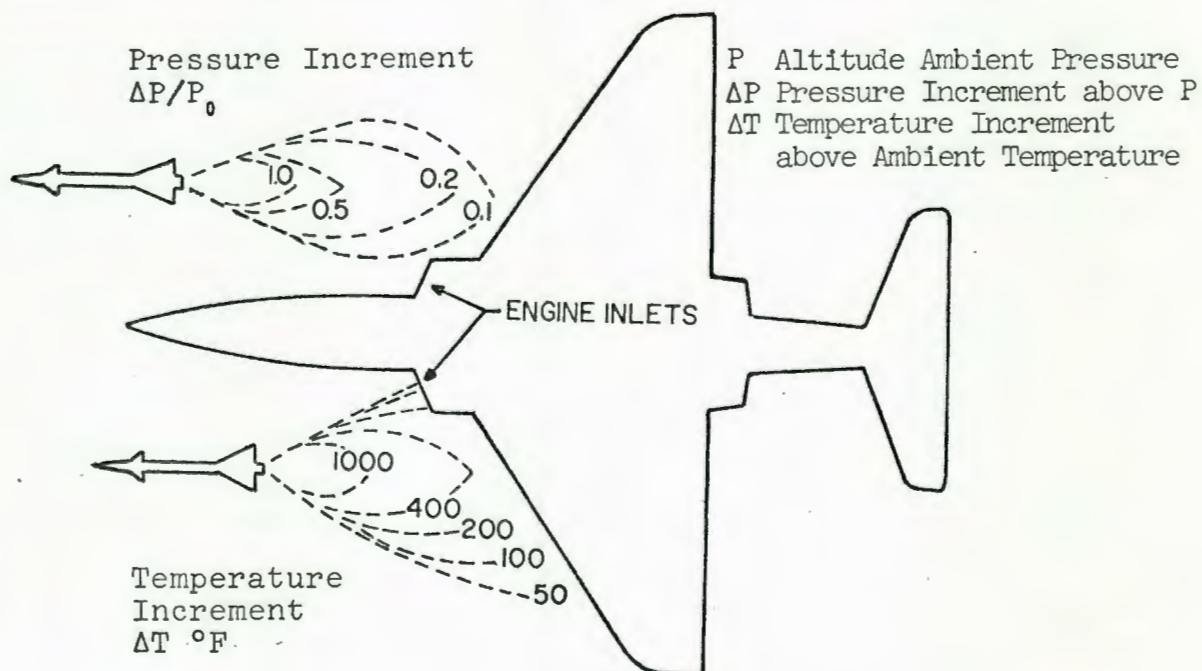 Pressure Increment
ΔP/P₀
P Altitude Ambient Pressure
ΔP Pressure Increment above P
ΔT Temperature Increment
above Ambient Temperature
1.0
0.2
0.5
0.1
ENGINE INLETS
1000
400
200
100
50
Temperature
Increment
ΔT °F